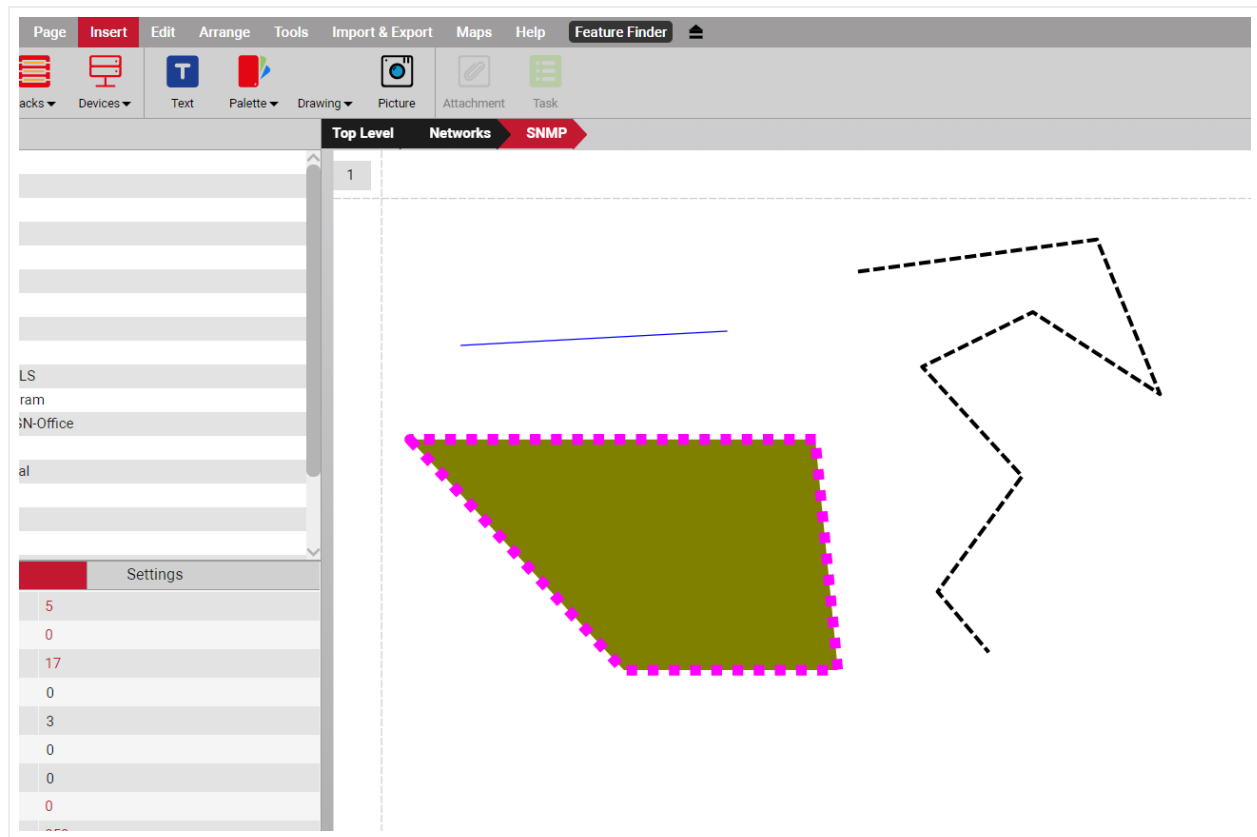 Page Insert Edit Arrange Tools Import & Export Maps Help Feature Finder
acks Devices Text Palette Drawing Picture Attachment Task
Top Level Networks SNMP
1
LS
ram
SN-Office
al
Settings
5
0
17
0
3
0
0
0